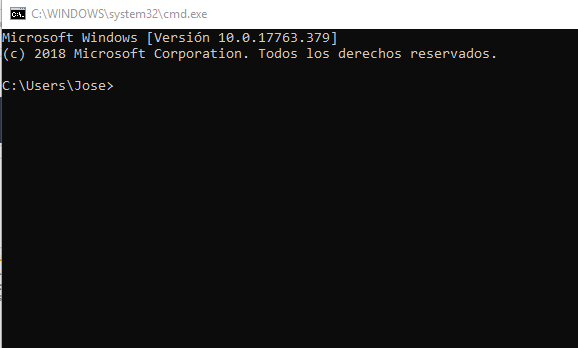 C:\WINDOWS\system32\cmd.exe
Microsoft Windows [Versión 10.0.17763.379]
(c) 2018 Microsoft Corporation. Todos los derechos reservados.
C:\Users\Jose>